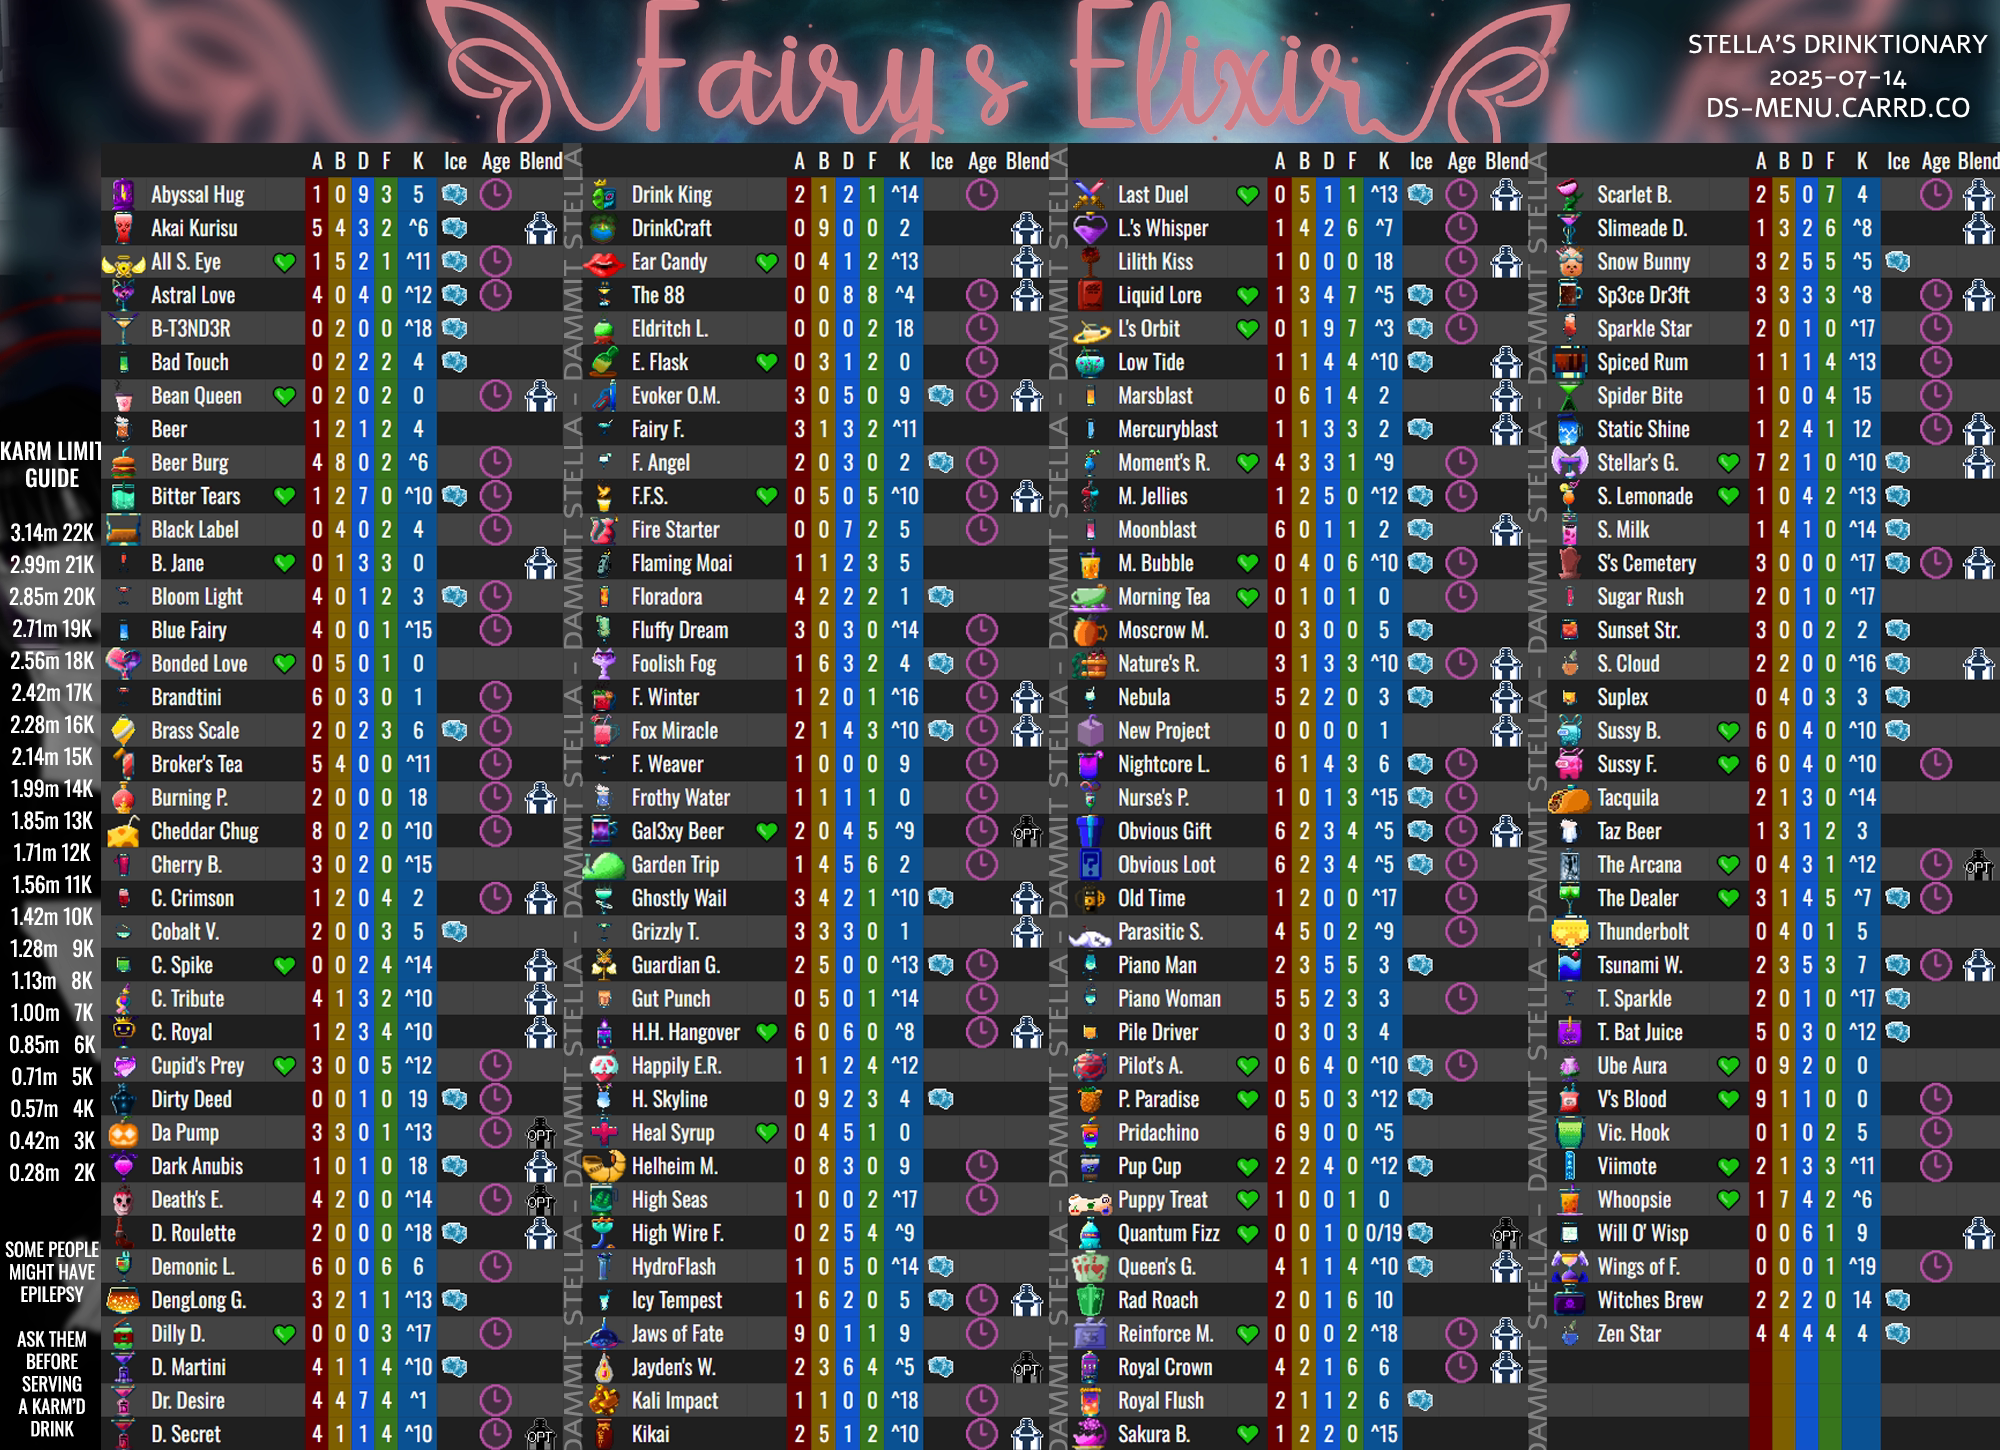 Fairy's Elixir
STELLA'S DRINKTIONARY
2025-07-14
DS-MENU.CARRD.CO
A B D F K Ice Age Blend
Abyssal Hug 1 0 9 3 5
Akai Kurisu 5 4 3 2 ^6
All S. Eye 1 5 2 1 ^11
Astral Love 4 0 4 0 ^12
B-T3ND3R 0 2 0 0 ^18
Bad Touch 0 2 2 2 4
Bean Queen 0 2 0 2 0
Beer 1 2 1 2 4
Beer Burg 4 8 0 2 ^6
Bitter Tears 1 2 7 0 ^10
Black Label 0 4 0 2 4
B. Jane 0 1 3 3 0
Bloom Light 4 0 1 2 3
Blue Fairy 4 0 0 1 ^15
Bonded Love 0 5 0 1 0
Brandtini 6 0 3 0 1
Brass Scale 2 0 2 3 6
Broker's Tea 5 4 0 0 ^11
Burning P. 2 0 0 0 18
Cheddar Chug 8 0 2 0 ^10
Cherry B. 3 0 2 0 ^15
C. Crimson 1 2 0 4 2
Cobalt V. 2 0 0 3 5
C. Spike 0 0 2 4 ^14
C. Tribute 4 1 3 2 ^10
C. Royal 1 2 3 4 ^10
Cupid's Prey 3 0 0 5 ^12
Dirty Deed 0 0 1 0 19
Da Pump 3 3 0 1 ^13 OPT
Dark Anubis 1 0 1 0 18
Death's E. 4 2 0 0 ^14 OPT
D. Roulette 2 0 0 0 ^18
Demonic L. 6 0 0 6 6
DengLong G. 3 2 1 1 ^13
Dilly D. 0 0 0 3 ^17
D. Martini 4 1 1 4 ^10
Dr. Desire 4 4 7 4 ^1
D. Secret 4 1 1 4 ^10 OPT
A B D F K Ice Age Blend
Drink King 2 1 2 1 ^14
DrinkCraft 0 9 0 0 2
Ear Candy 0 4 1 2 ^13
The 88 0 0 8 8 ^4
Eldritch L. 0 0 0 2 18
E. Flask 0 3 1 2 0
Evoker O.M. 3 0 5 0 9
Fairy F. 3 1 3 2 ^11
F. Angel 2 0 3 0 2
F.F.S. 0 5 0 5 ^10
Fire Starter 0 0 7 2 5
Flaming Moai 1 1 2 3 5
Floradora 4 2 2 2 1
Fluffy Dream 3 0 3 0 ^14
Foolish Fog 1 6 3 2 4
F. Winter 1 2 0 1 ^16
Fox Miracle 2 1 4 3 ^10
F. Weaver 1 0 0 0 9
Frothy Water 1 1 1 1 0
Gal3xy Beer 2 0 4 5 ^9 OPT
Garden Trip 1 4 5 6 2
Ghostly Wail 3 4 2 1 ^10
Grizzly T. 3 3 3 0 1
Guardian G. 2 5 0 0 ^13
Gut Punch 0 5 0 1 ^14
H.H. Hangover 6 0 6 0 ^8
Happily E.R. 1 1 2 4 ^12
H. Skyline 0 9 2 3 4
Heal Syrup 0 4 5 1 0
Helheim M. 0 8 3 0 9
High Seas 1 0 0 2 ^17
High Wire F. 0 2 5 4 ^9
HydroFlash 1 0 5 0 ^14
Icy Tempest 1 6 2 0 5
Jaws of Fate 9 0 1 1 9
Jayden's W. 2 3 6 4 ^5 OPT
Kali Impact 1 1 0 0 ^18
Kikai 2 5 1 2 ^10
A B D F K Ice Age Blend
Last Duel 0 5 1 1 ^13
L.'s Whisper 1 4 2 6 ^7
Lilith Kiss 1 0 0 0 18
Liquid Lore 1 3 4 7 ^5
L's Orbit 0 1 9 7 ^3
Low Tide 1 1 4 4 ^10
Marsblast 0 6 1 4 2
Mercuryblast 1 1 3 3 2
Moment's R. 4 3 3 1 ^9
M. Jellies 1 2 5 0 ^12
Moonblast 6 0 1 1 2
M. Bubble 0 4 0 6 ^10
Morning Tea 0 1 0 1 0
Moscrow M. 0 3 0 0 5
Nature's R. 3 1 3 3 ^10
Nebula 5 2 2 0 3
New Project 0 0 0 0 1
Nightcore L. 6 1 4 3 6
Nurse's P. 1 0 1 3 ^15
Obvious Gift 6 2 3 4 ^5
Obvious Loot 6 2 3 4 ^5
Old Time 1 2 0 0 ^17
Parasitic S. 4 5 0 2 ^9
Piano Man 2 3 5 5 3
Piano Woman 5 5 2 3 3
Pile Driver 0 3 0 3 4
Pilot's A. 0 6 4 0 ^10
P. Paradise 0 5 0 3 ^12
Pridachino 6 9 0 0 ^5
Pup Cup 2 2 4 0 ^12
Puppy Treat 1 0 0 1 0
Quantum Fizz 0 0 1 0 0/19 OPT
Queen's G. 4 1 1 4 ^10
Rad Roach 2 0 1 6 10
Reinforce M. 0 0 0 2 ^18
Royal Crown 4 2 1 6 6
Royal Flush 2 1 1 2 6
Sakura B. 1 2 2 0 ^15
A B D F K Ice Age Blend
Scarlet B. 2 5 0 7 4
Slimeade D. 1 3 2 6 ^8
Snow Bunny 3 2 5 5 ^5
Sp3ce Dr3ft 3 3 3 3 ^8
Sparkle Star 2 0 1 0 ^17
Spiced Rum 1 1 1 4 ^13
Spider Bite 1 0 0 4 15
Static Shine 1 2 4 1 12
Stellar's G. 7 2 1 0 ^10
S. Lemonade 1 0 4 2 ^13
S. Milk 1 4 1 0 ^14
S's Cemetery 3 0 0 0 ^17
Sugar Rush 2 0 1 0 ^17
Sunset Str. 3 0 0 2 2
S. Cloud 2 2 0 0 ^16
Suplex 0 4 0 3 3
Sussy B. 6 0 4 0 ^10
Sussy F. 6 0 4 0 ^10
Tacquila 2 1 3 0 ^14
Taz Beer 1 3 1 2 3
The Arcana 0 4 3 1 ^12 OPT
The Dealer 3 1 4 5 ^7
Thunderbolt 0 4 0 1 5
Tsunami W. 2 3 5 3 7
T. Sparkle 2 0 1 0 ^17
T. Bat Juice 5 0 3 0 ^12
Ube Aura 0 9 2 0 0
V's Blood 9 1 1 0 0
Vic. Hook 0 1 0 2 5
Viimote 2 1 3 3 ^11
Whoopsie 1 7 4 2 ^6
Will O' Wisp 0 0 6 1 9
Wings of F. 0 0 0 1 ^19
Witches Brew 2 2 2 0 14
Zen Star 4 4 4 4 4
KARM LIMIT
GUIDE
3.14m 22K
2.99m 21K
2.85m 20K
2.71m 19K
2.56m 18K
2.42m 17K
2.28m 16K
2.14m 15K
1.99m 14K
1.85m 13K
1.71m 12K
1.56m 11K
1.42m 10K
1.28m 9K
1.13m 8K
1.00m 7K
0.85m 6K
0.71m 5K
0.57m 4K
0.42m 3K
0.28m 2K
SOME PEOPLE
MIGHT HAVE
EPILEPSY
ASK THEM
BEFORE
SERVING
A KARM'D
DRINK
DAMMIT STELLA - DAMMIT STELLA - DAMMIT STELLA - DAMMIT STELLA
DAMMIT STELLA - DAMMIT STELLA - DAMMIT STELLA - DAMMIT STELLA
DAMMIT STELLA - DAMMIT STELLA - DAMMIT STELLA - DAMMIT STELLA